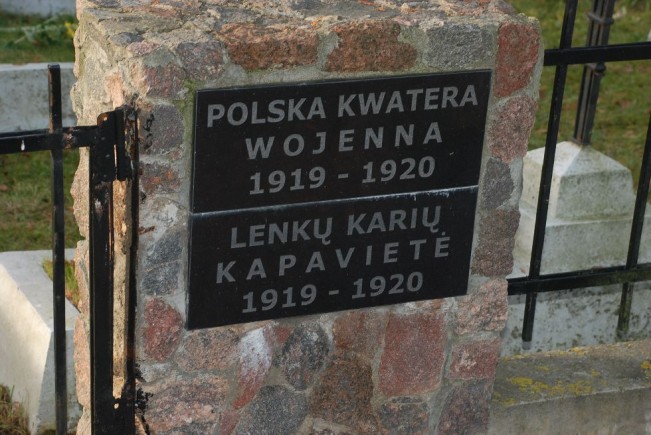 POLSKA KWATERA
WOJENNA
1919 - 1920
LENKŲ KARIŲ
KAPAVIETĖ
1919 - 1920